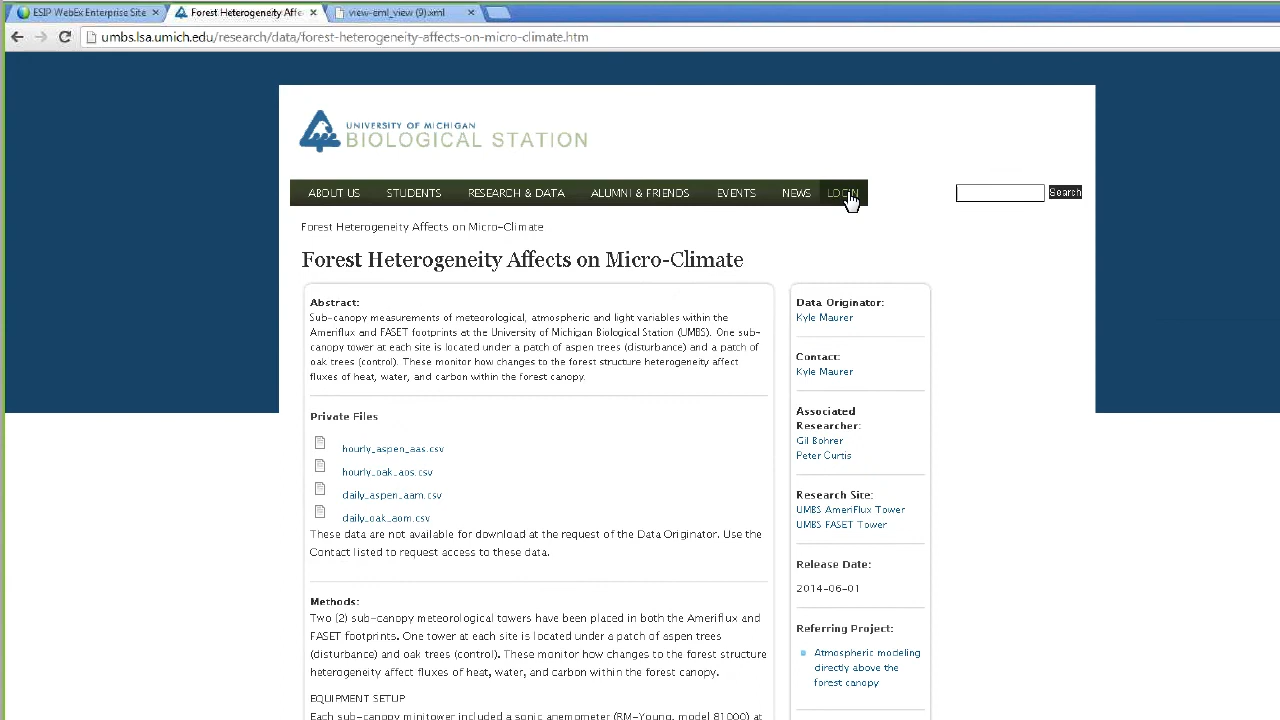 ESIP WebEx Enterprise Site
Forest Heterogeneity Affe
view-eml_view (9).xml
umbs.lsa.umich.edu/research/data/forest-heterogeneity-affects-on-micro-climate.htm
UNIVERSITY OF MICHIGAN
BIOLOGICAL STATION
ABOUT US STUDENTS RESEARCH & DATA ALUMNI & FRIENDS EVENTS NEWS LOGIN
Search
Forest Heterogeneity Affects on Micro-Climate
Forest Heterogeneity Affects on Micro-Climate
Abstract:
Sub-canopy measurements of meteorological, atmospheric and light variables within the
Ameriflux and FASET footprints at the University of Michigan Biological Station (UMBS). One sub-
canopy tower at each site is located under a patch of aspen trees (disturbance) and a patch of
oak trees (control). These monitor how changes to the forest structure heterogeneity affect
fluxes of heat, water, and carbon within the forest canopy.
Private Files
hourly_aspen_aas.csv
hourly_oak_aos.csv
daily_aspen_aam.csv
daily_oak_aom.csv
These data are not available for download at the request of the Data Originator. Use the
Contact listed to request access to these data.
Methods:
Two (2) sub-canopy meteorological towers have been placed in both the Ameriflux and
FASET footprints. One tower at each site is located under a patch of aspen trees
(disturbance) and oak trees (control). These monitor how changes to the forest structure
heterogeneity affect fluxes of heat, water, and carbon within the forest canopy.
EQUIPMENT SETUP
Each sub-canopy minitower included a sonic anemometer (RM-Young, model 81000) at
Data Originator:
Kyle Maurer
Contact:
Kyle Maurer
Associated
Researcher:
Gil Bohrer
Peter Curtis
Research Site:
UMBS AmeriFlux Tower
UMBS FASET Tower
Release Date:
2014-06-01
Referring Project:
Atmospheric modeling
directly above the
forest canopy